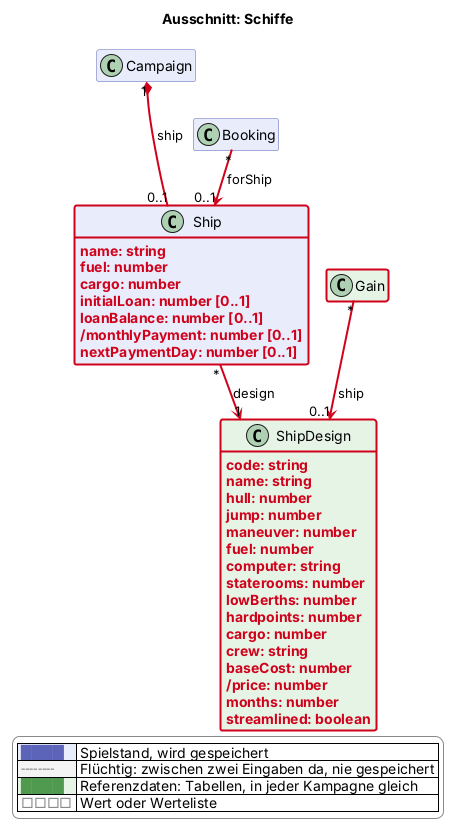 Ausschnitt: Schiffe
C Campaign
1
ship
C Booking
*
forShip
0..1
0..1
C Ship
name: string
fuel: number
cargo: number
initialLoan: number [0..1]
loanBalance: number [0..1]
/monthlyPayment: number [0..1]
nextPaymentDay: number [0..1]
C Gain
*
*
design
ship
1
0..1
C ShipDesign
code: string
name: string
hull: number
jump: number
maneuver: number
fuel: number
computer: string
staterooms: number
lowBerths: number
hardpoints: number
cargo: number
crew: string
baseCost: number
/price: number
months: number
streamlined: boolean
Spielstand, wird gespeichert
Flüchtig: zwischen zwei Eingaben da, nie gespeichert
Referenzdaten: Tabellen, in jeder Kampagne gleich
Wert oder Werteliste